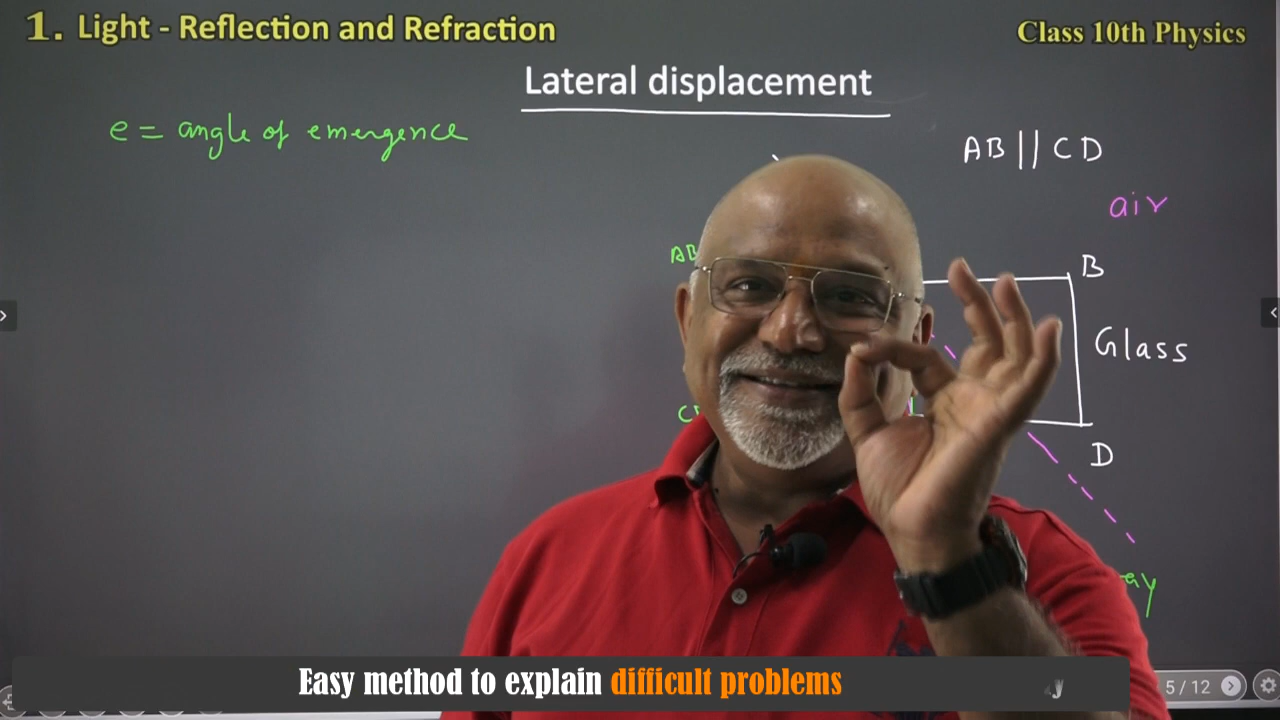 1. Light - Reflection and Refraction
Class 10th Physics
Lateral displacement
e = angle of emergence
AB || CD
air
AB
B
Glass
D
Easy method to explain difficult problems
5 / 12